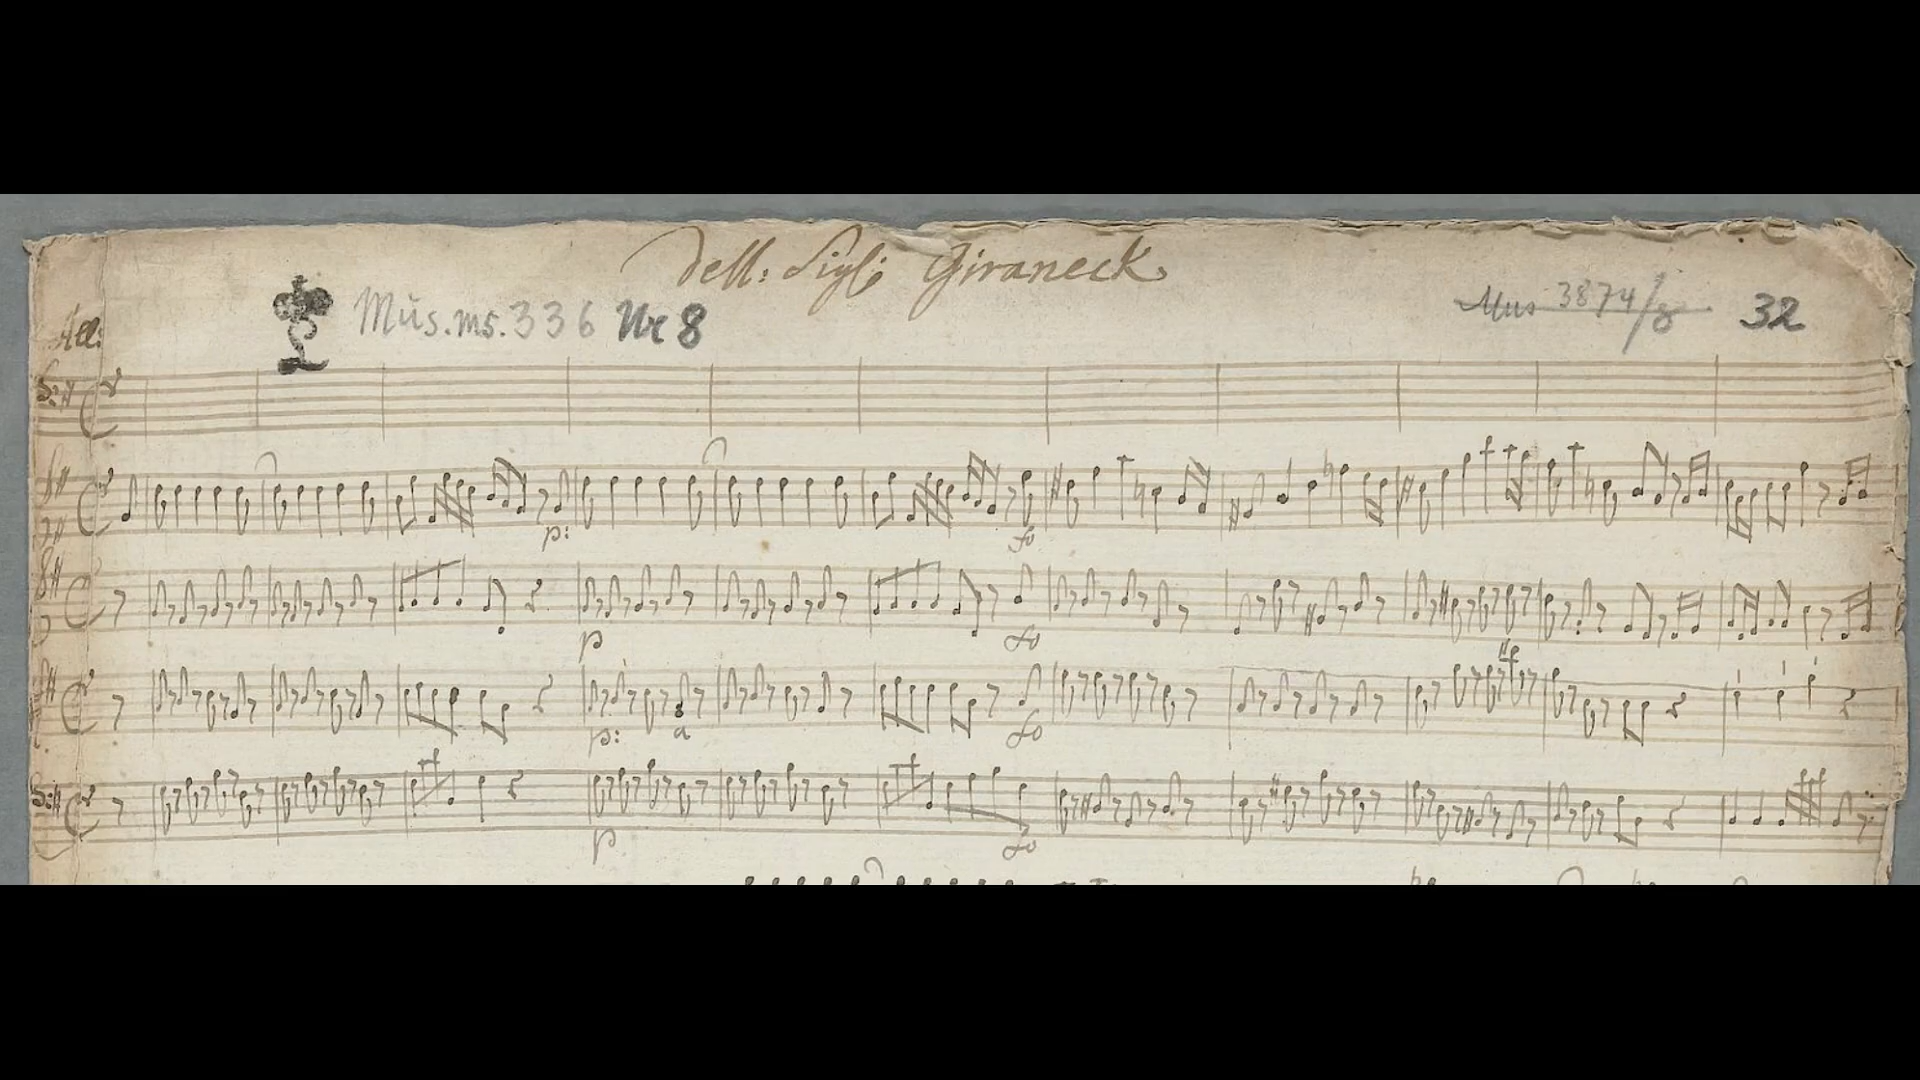 Dell: Sigl: Giraneck
Mus.ms.336 Nr 8
Mus 3874/8 32
All:
p: fo
p fo
p: a fo
p fo